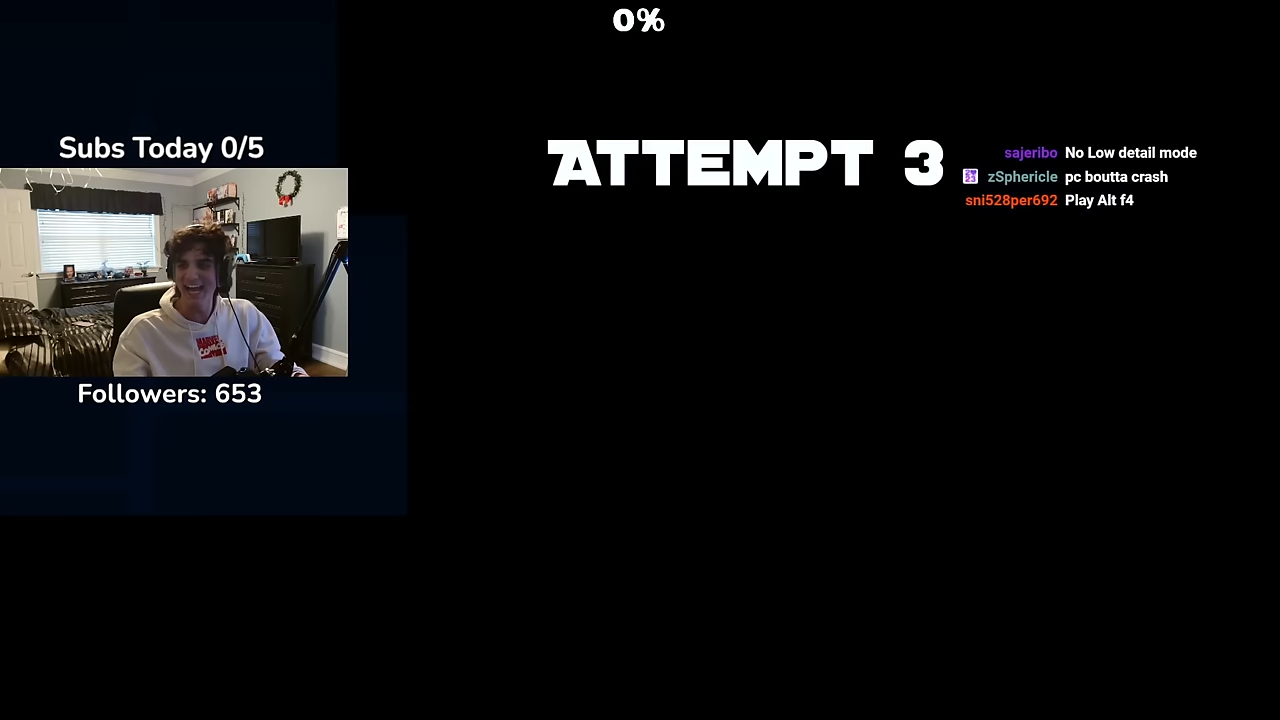 0%
Subs Today 0/5
ATTEMPT 3
sajeribo No Low detail mode
zSphericle pc boutta crash
sni528per692 Play Alt f4
Followers: 653